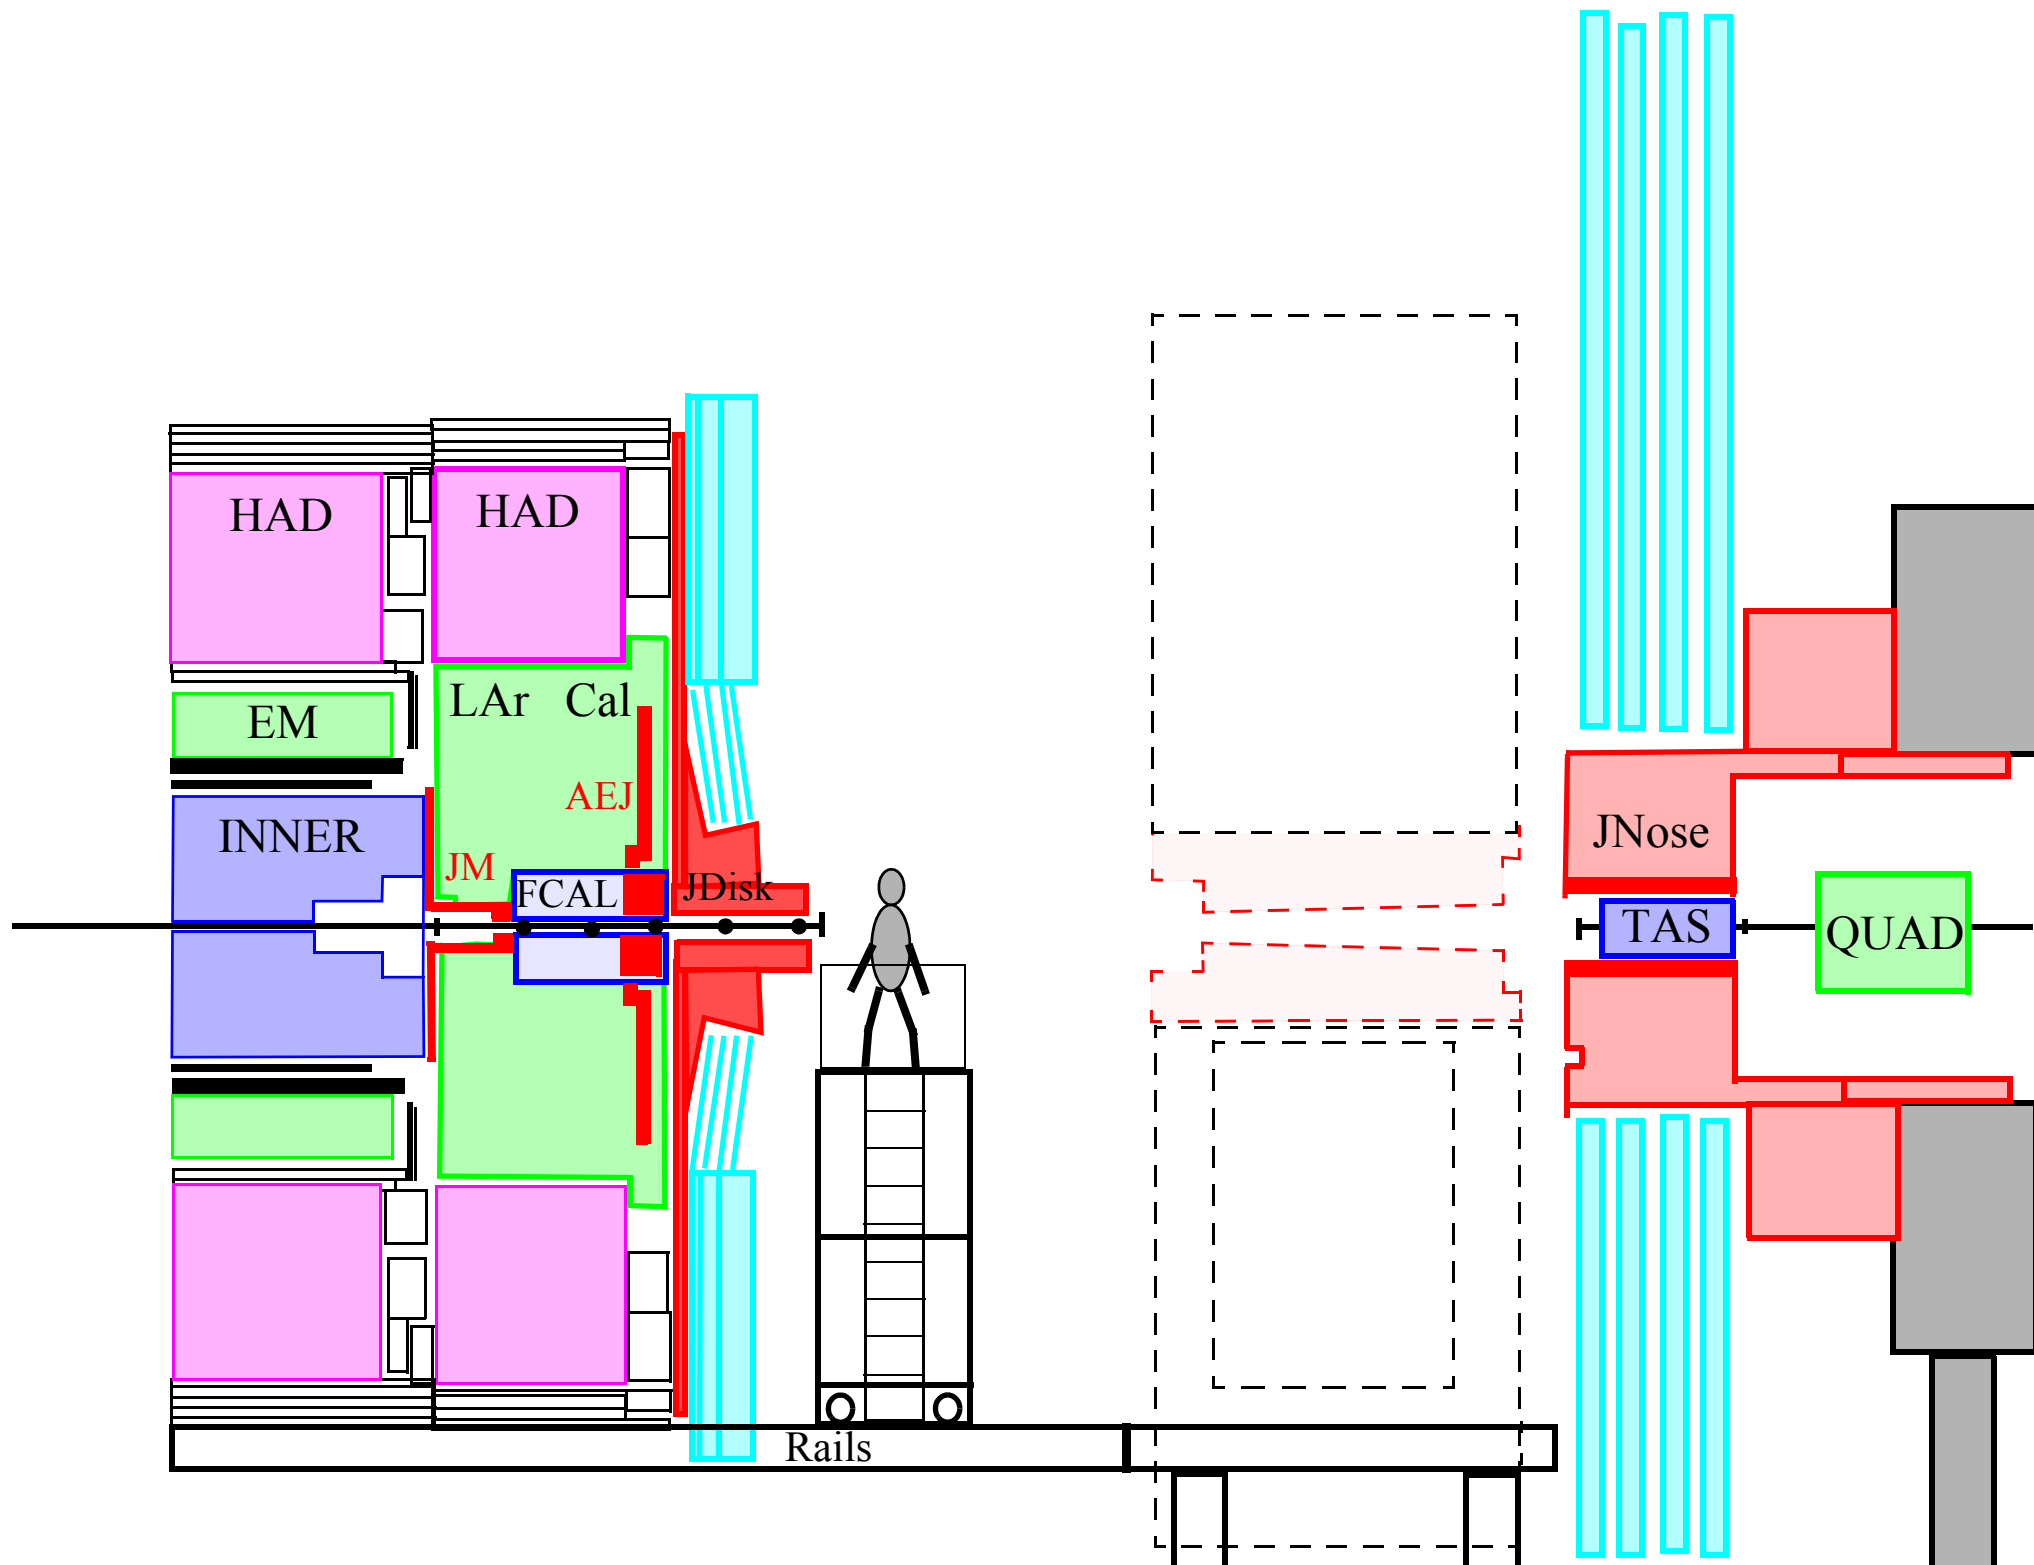 HAD
HAD
LAr Cal
EM
AEJ
INNER
JM
FCAL
JDisk
JNose
TAS
QUAD
Rails